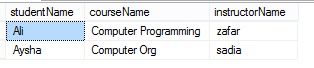 studentName courseName instructorName
Ali Computer Programming zafar
Aysha Computer Org sadia